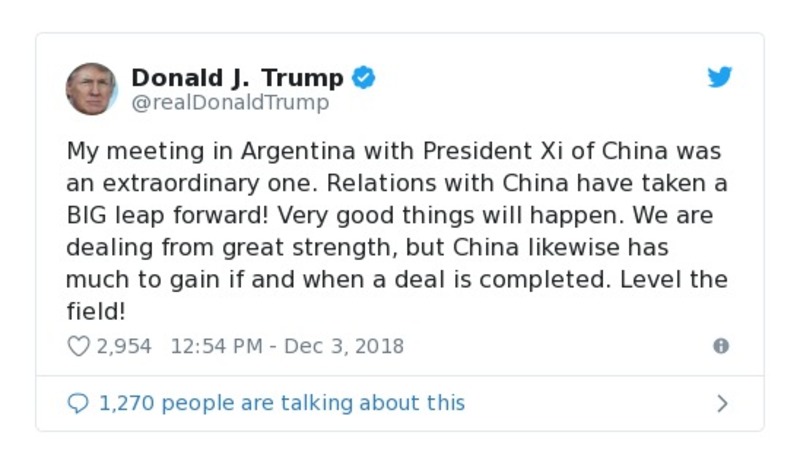 Donald J. Trump
@realDonaldTrump
My meeting in Argentina with President Xi of China was
an extraordinary one. Relations with China have taken a
BIG leap forward! Very good things will happen. We are
dealing from great strength, but China likewise has
much to gain if and when a deal is completed. Level the
field!
2,954 12:54 PM - Dec 3, 2018
1,270 people are talking about this